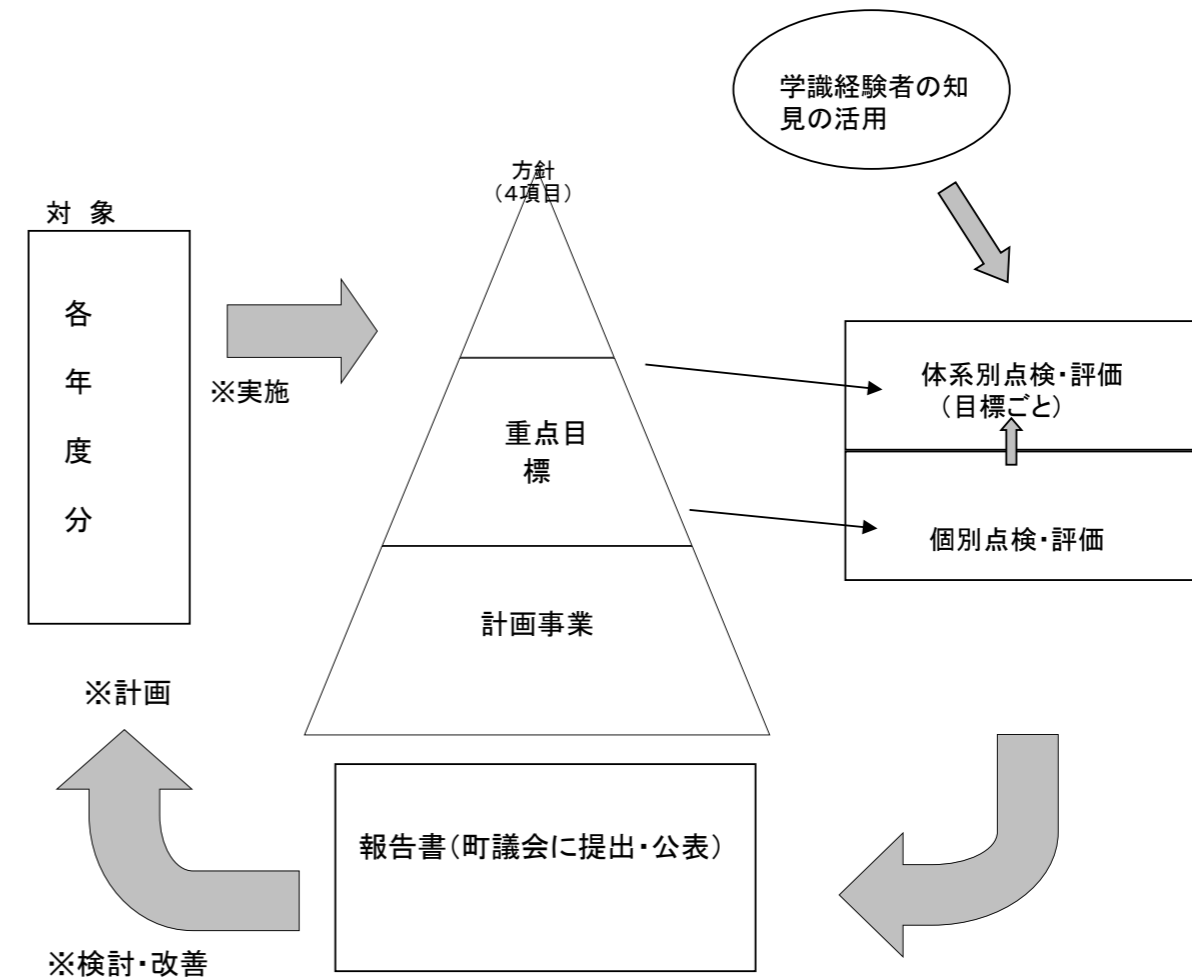 学識経験者の知
見の活用
方針
（4項目）
対　象
各
年
度
分
※実施
重点目
標
計画事業
体系別点検・評価
（目標ごと）
個別点検・評価
※計画
報告書（町議会に提出・公表）
※検討・改善